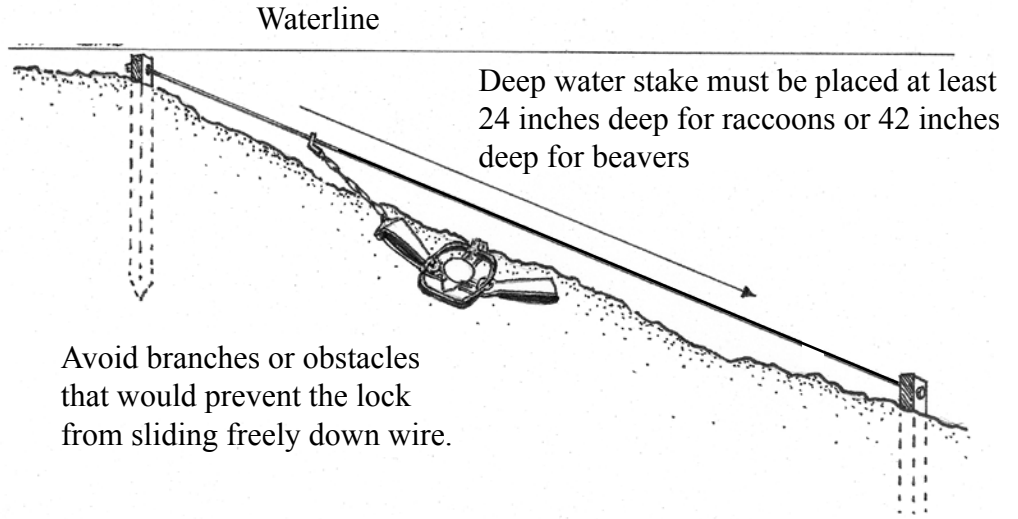 Waterline
Deep water stake must be placed at least
24 inches deep for raccoons or 42 inches
deep for beavers
Avoid branches or obstacles
that would prevent the lock
from sliding freely down wire.